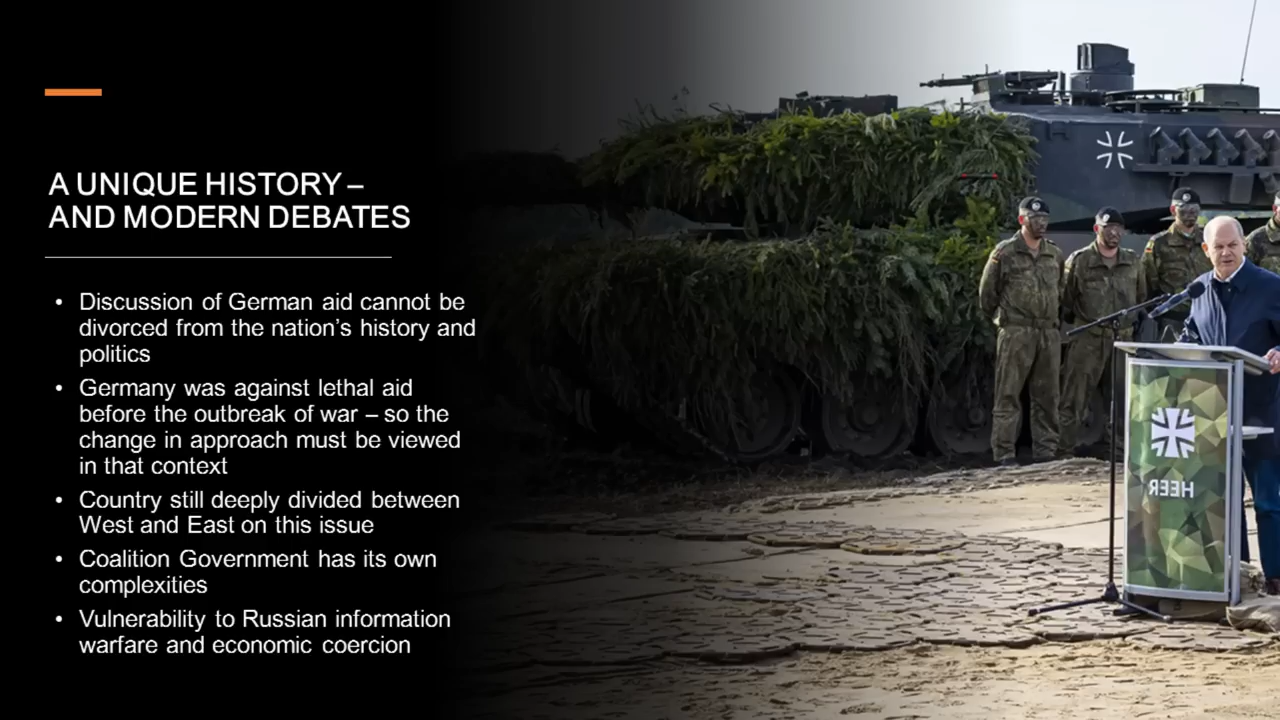 A UNIQUE HISTORY –
AND MODERN DEBATES
• Discussion of German aid cannot be
divorced from the nation’s history and
politics
• Germany was against lethal aid
before the outbreak of war – so the
change in approach must be viewed
in that context
• Country still deeply divided between
West and East on this issue
• Coalition Government has its own
complexities
• Vulnerability to Russian information
warfare and economic coercion
HEER